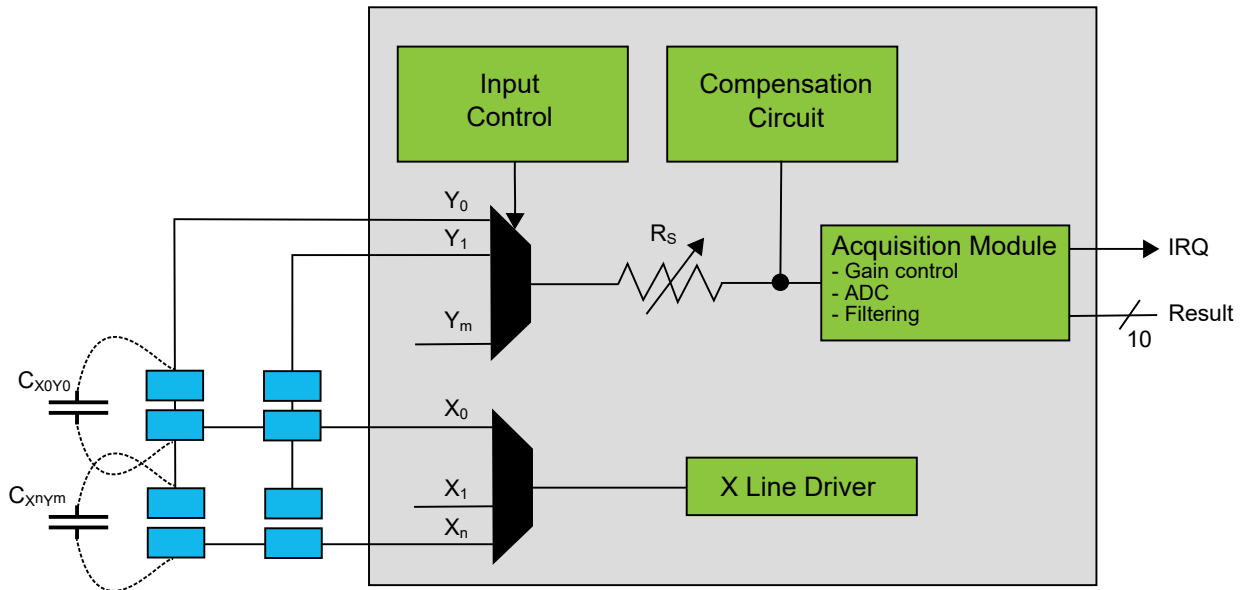 Input
Control
Compensation
Circuit
Y0
Y1
Ym
RS
Acquisition Module
- Gain control
- ADC
- Filtering
IRQ
Result
10
CX0Y0
X0
CXnYm
X1
Xn
X Line Driver